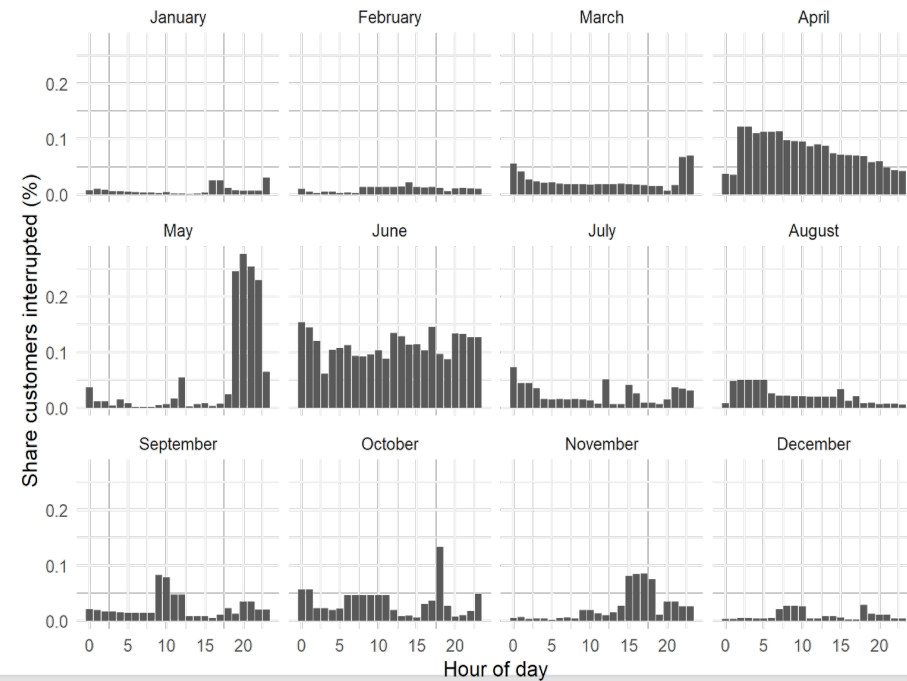 January February March April
0.2
0.1
0.0
May June July August
0.2
0.1
0.0
September October November December
0.2
0.1
0.0
0 5 10 15 20 0 5 10 15 20 0 5 10 15 20 0 5 10 15 20
Hour of day
Share customers interrupted (%)